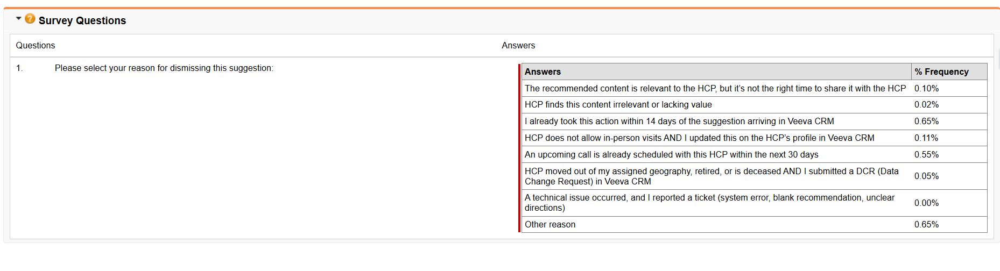 Survey Questions
Questions
Answers
1.
Please select your reason for dismissing this suggestion:
Answers
% Frequency
The recommended content is relevant to the HCP, but it’s not the right time to share it with the HCP
0.10%
HCP finds this content irrelevant or lacking value
0.02%
I already took this action within 14 days of the suggestion arriving in Veeva CRM
0.65%
HCP does not allow in-person visits AND I updated this on the HCP’s profile in Veeva CRM
0.11%
An upcoming call is already scheduled with this HCP within the next 30 days
0.55%
HCP moved out of my assigned geography, retired, or is deceased AND I submitted a DCR (Data
Change Request) in Veeva CRM
0.05%
A technical issue occurred, and I reported a ticket (system error, blank recommendation, unclear
directions)
0.00%
Other reason
0.65%